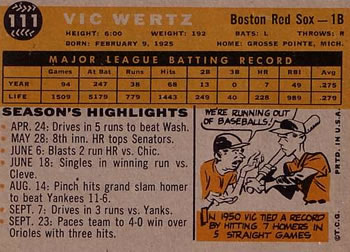 111
VIC WERTZ
Boston Red Sox — 1B
HEIGHT: 6:00 WEIGHT: 192 BATS: L THROWS: R
BORN: FEBRUARY 9, 1925 HOME: GROSSE POINTE, MICH.
MAJOR LEAGUE BATTING RECORD
Games At-Bat Runs Hits 2B 3B HR RBI Avg.
YEAR 94 247 38 68 13 0 7 49 .275
LIFE 1509 5179 779 1443 249 40 228 989 .279
SEASON'S HIGHLIGHTS
APR. 24: Drives in 5 runs to beat Wash.
MAY 28: 8th inn. HR tops Senators.
JUNE 6: Blasts 2 run HR vs. Chic.
JUNE 18: Singles in winning run vs.
Cleve.
AUG. 14: Pinch hits grand slam homer
to beat Yankees 11-6.
SEPT. 7: Drives in 3 runs vs. Yanks.
SEPT. 23: Paces team to 4-0 win over
Orioles with three hits.
WE'RE RUNNING OUT
OF BASEBALLS!
IN 1950 VIC TIED A RECORD
BY HITTING 7 HOMERS IN
5 STRAIGHT GAMES
T.C.G. PRTD. IN U.S.A.